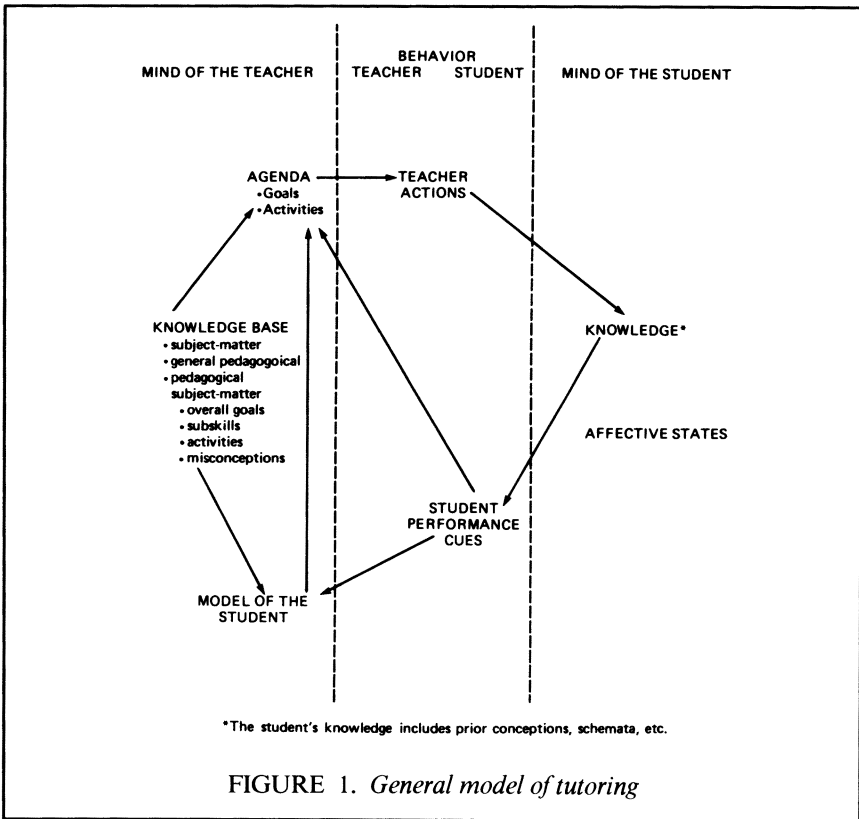 BEHAVIOR
MIND OF THE TEACHER TEACHER STUDENT MIND OF THE STUDENT
AGENDA
•Goals
•Activities
TEACHER
ACTIONS
KNOWLEDGE BASE
•subject-matter
•general pedagogoical
•pedagogical
subject-matter
•overall goals
•subskills
•activities
•misconceptions
KNOWLEDGE*
AFFECTIVE STATES
STUDENT
PERFORMANCE
CUES
MODEL OF THE
STUDENT
*The student's knowledge includes prior conceptions, schemata, etc.
FIGURE 1. General model of tutoring